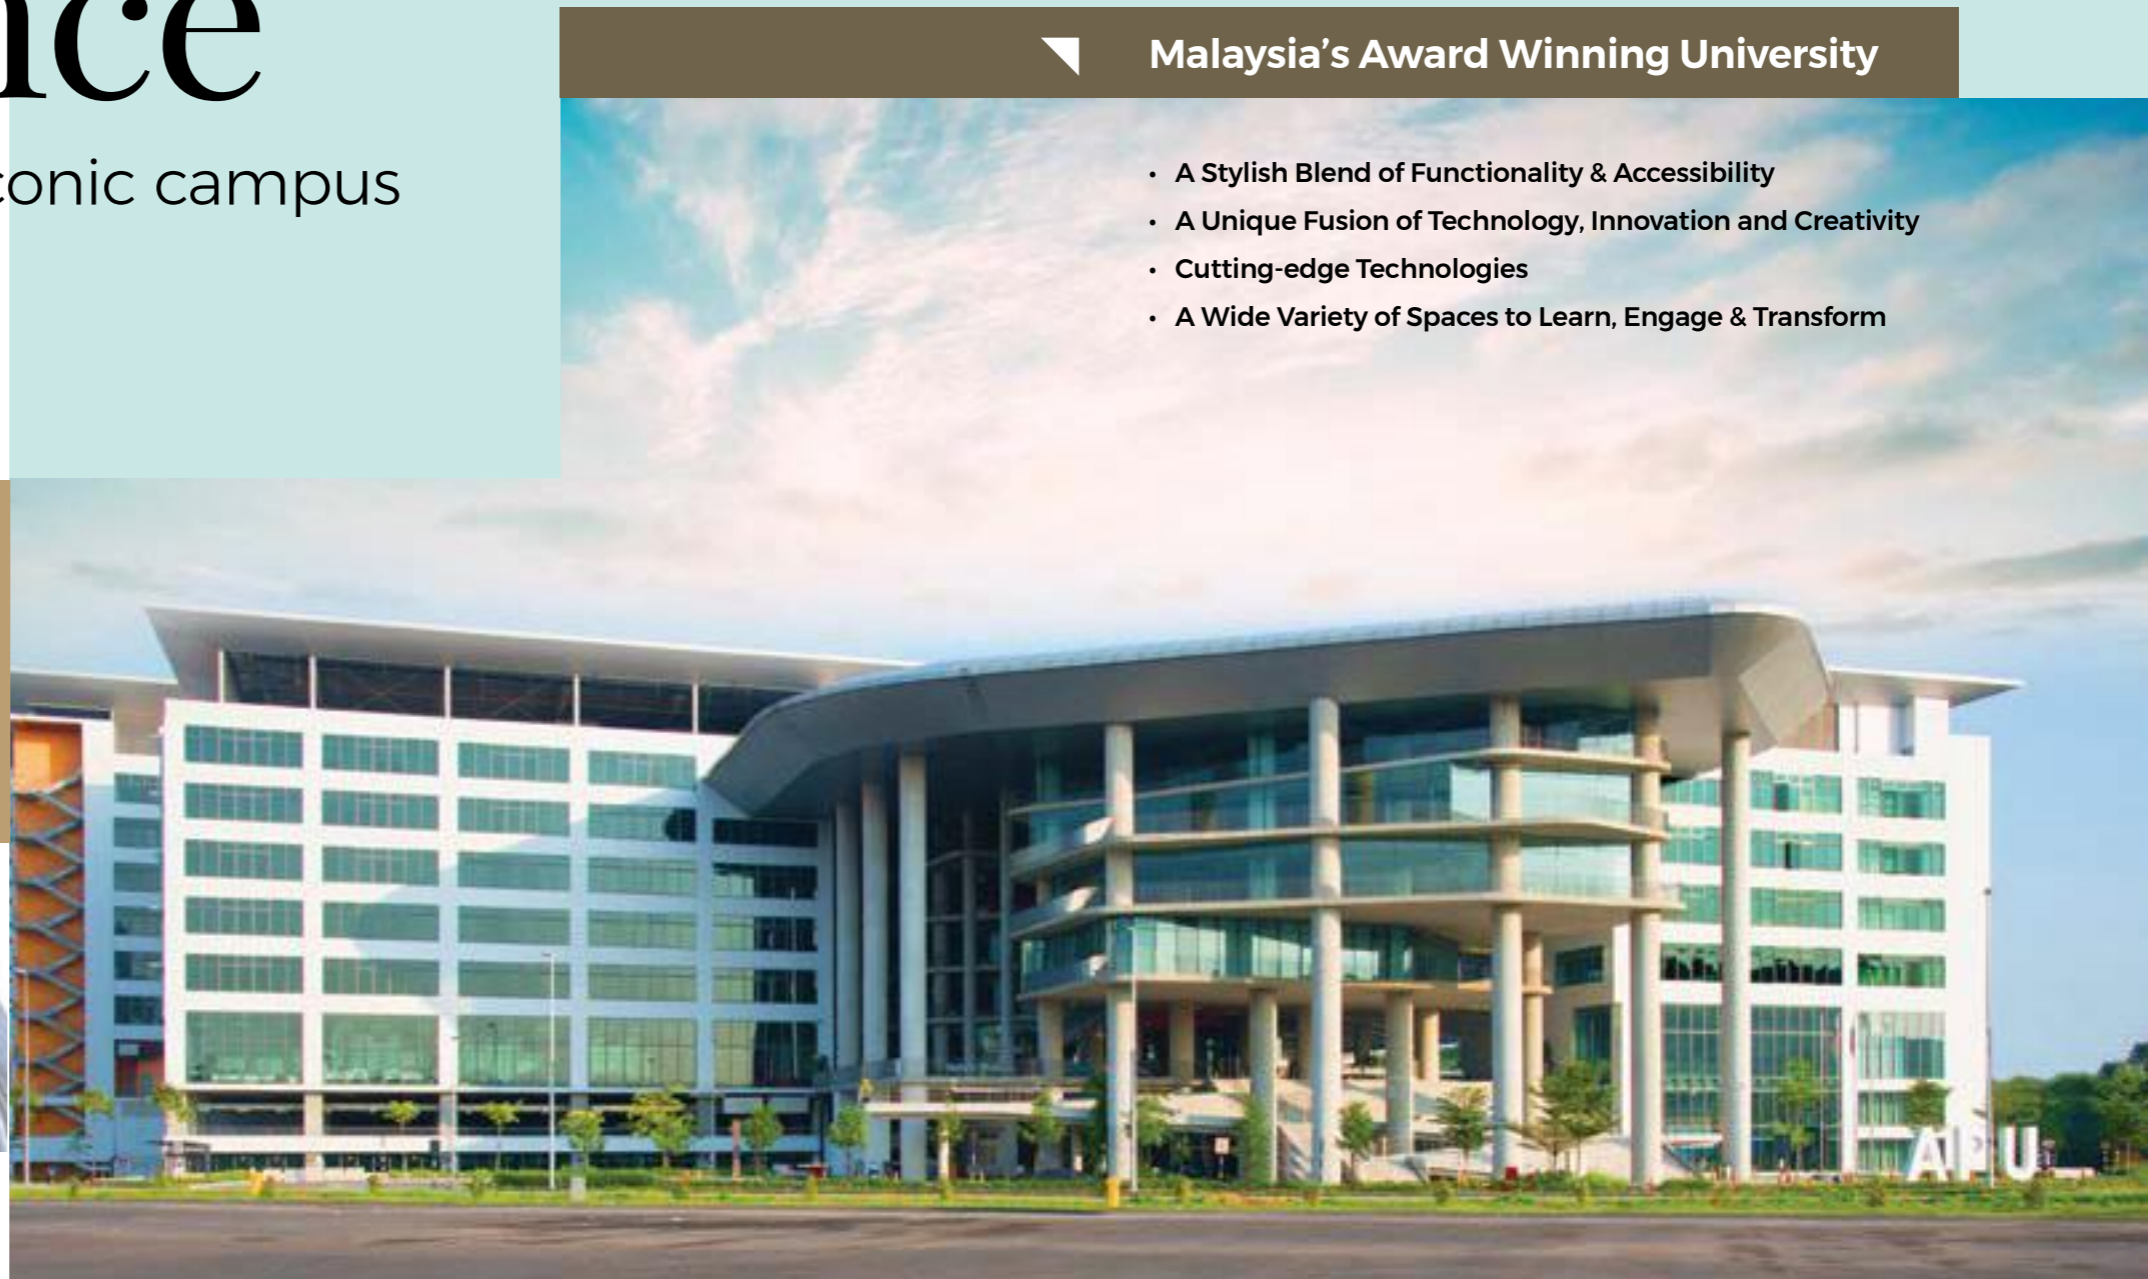 nce
conic campus
Malaysia's Award Winning University
• A Stylish Blend of Functionality & Accessibility
• A Unique Fusion of Technology, Innovation and Creativity
• Cutting-edge Technologies
• A Wide Variety of Spaces to Learn, Engage & Transform
APU